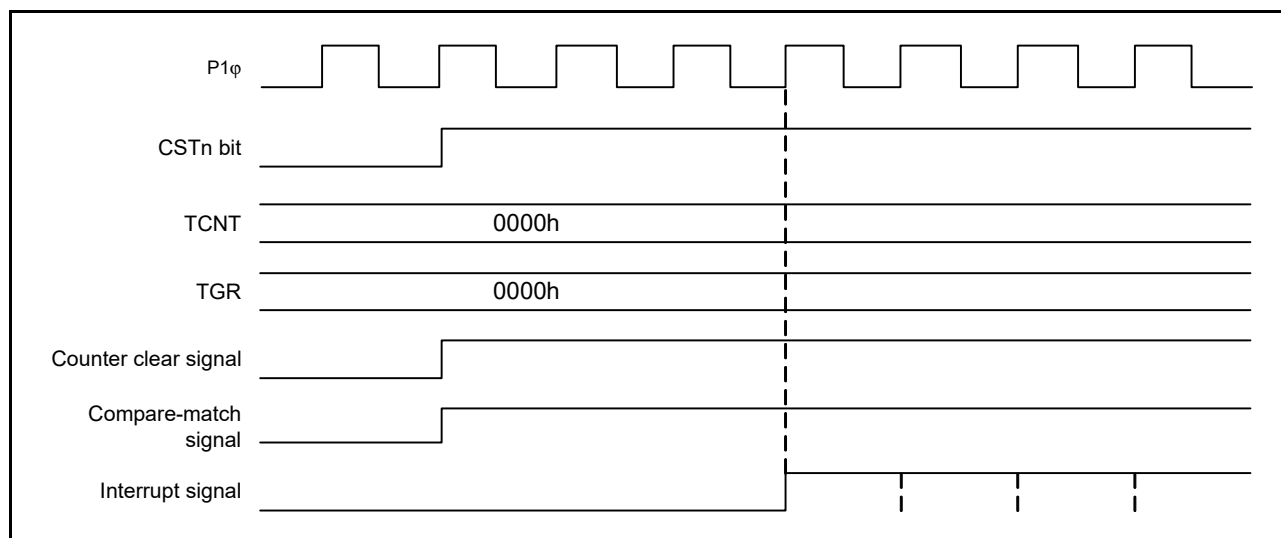 P1φ
CSTn bit
TCNT
0000h
TGR
0000h
Counter clear signal
Compare-match
signal
Interrupt signal